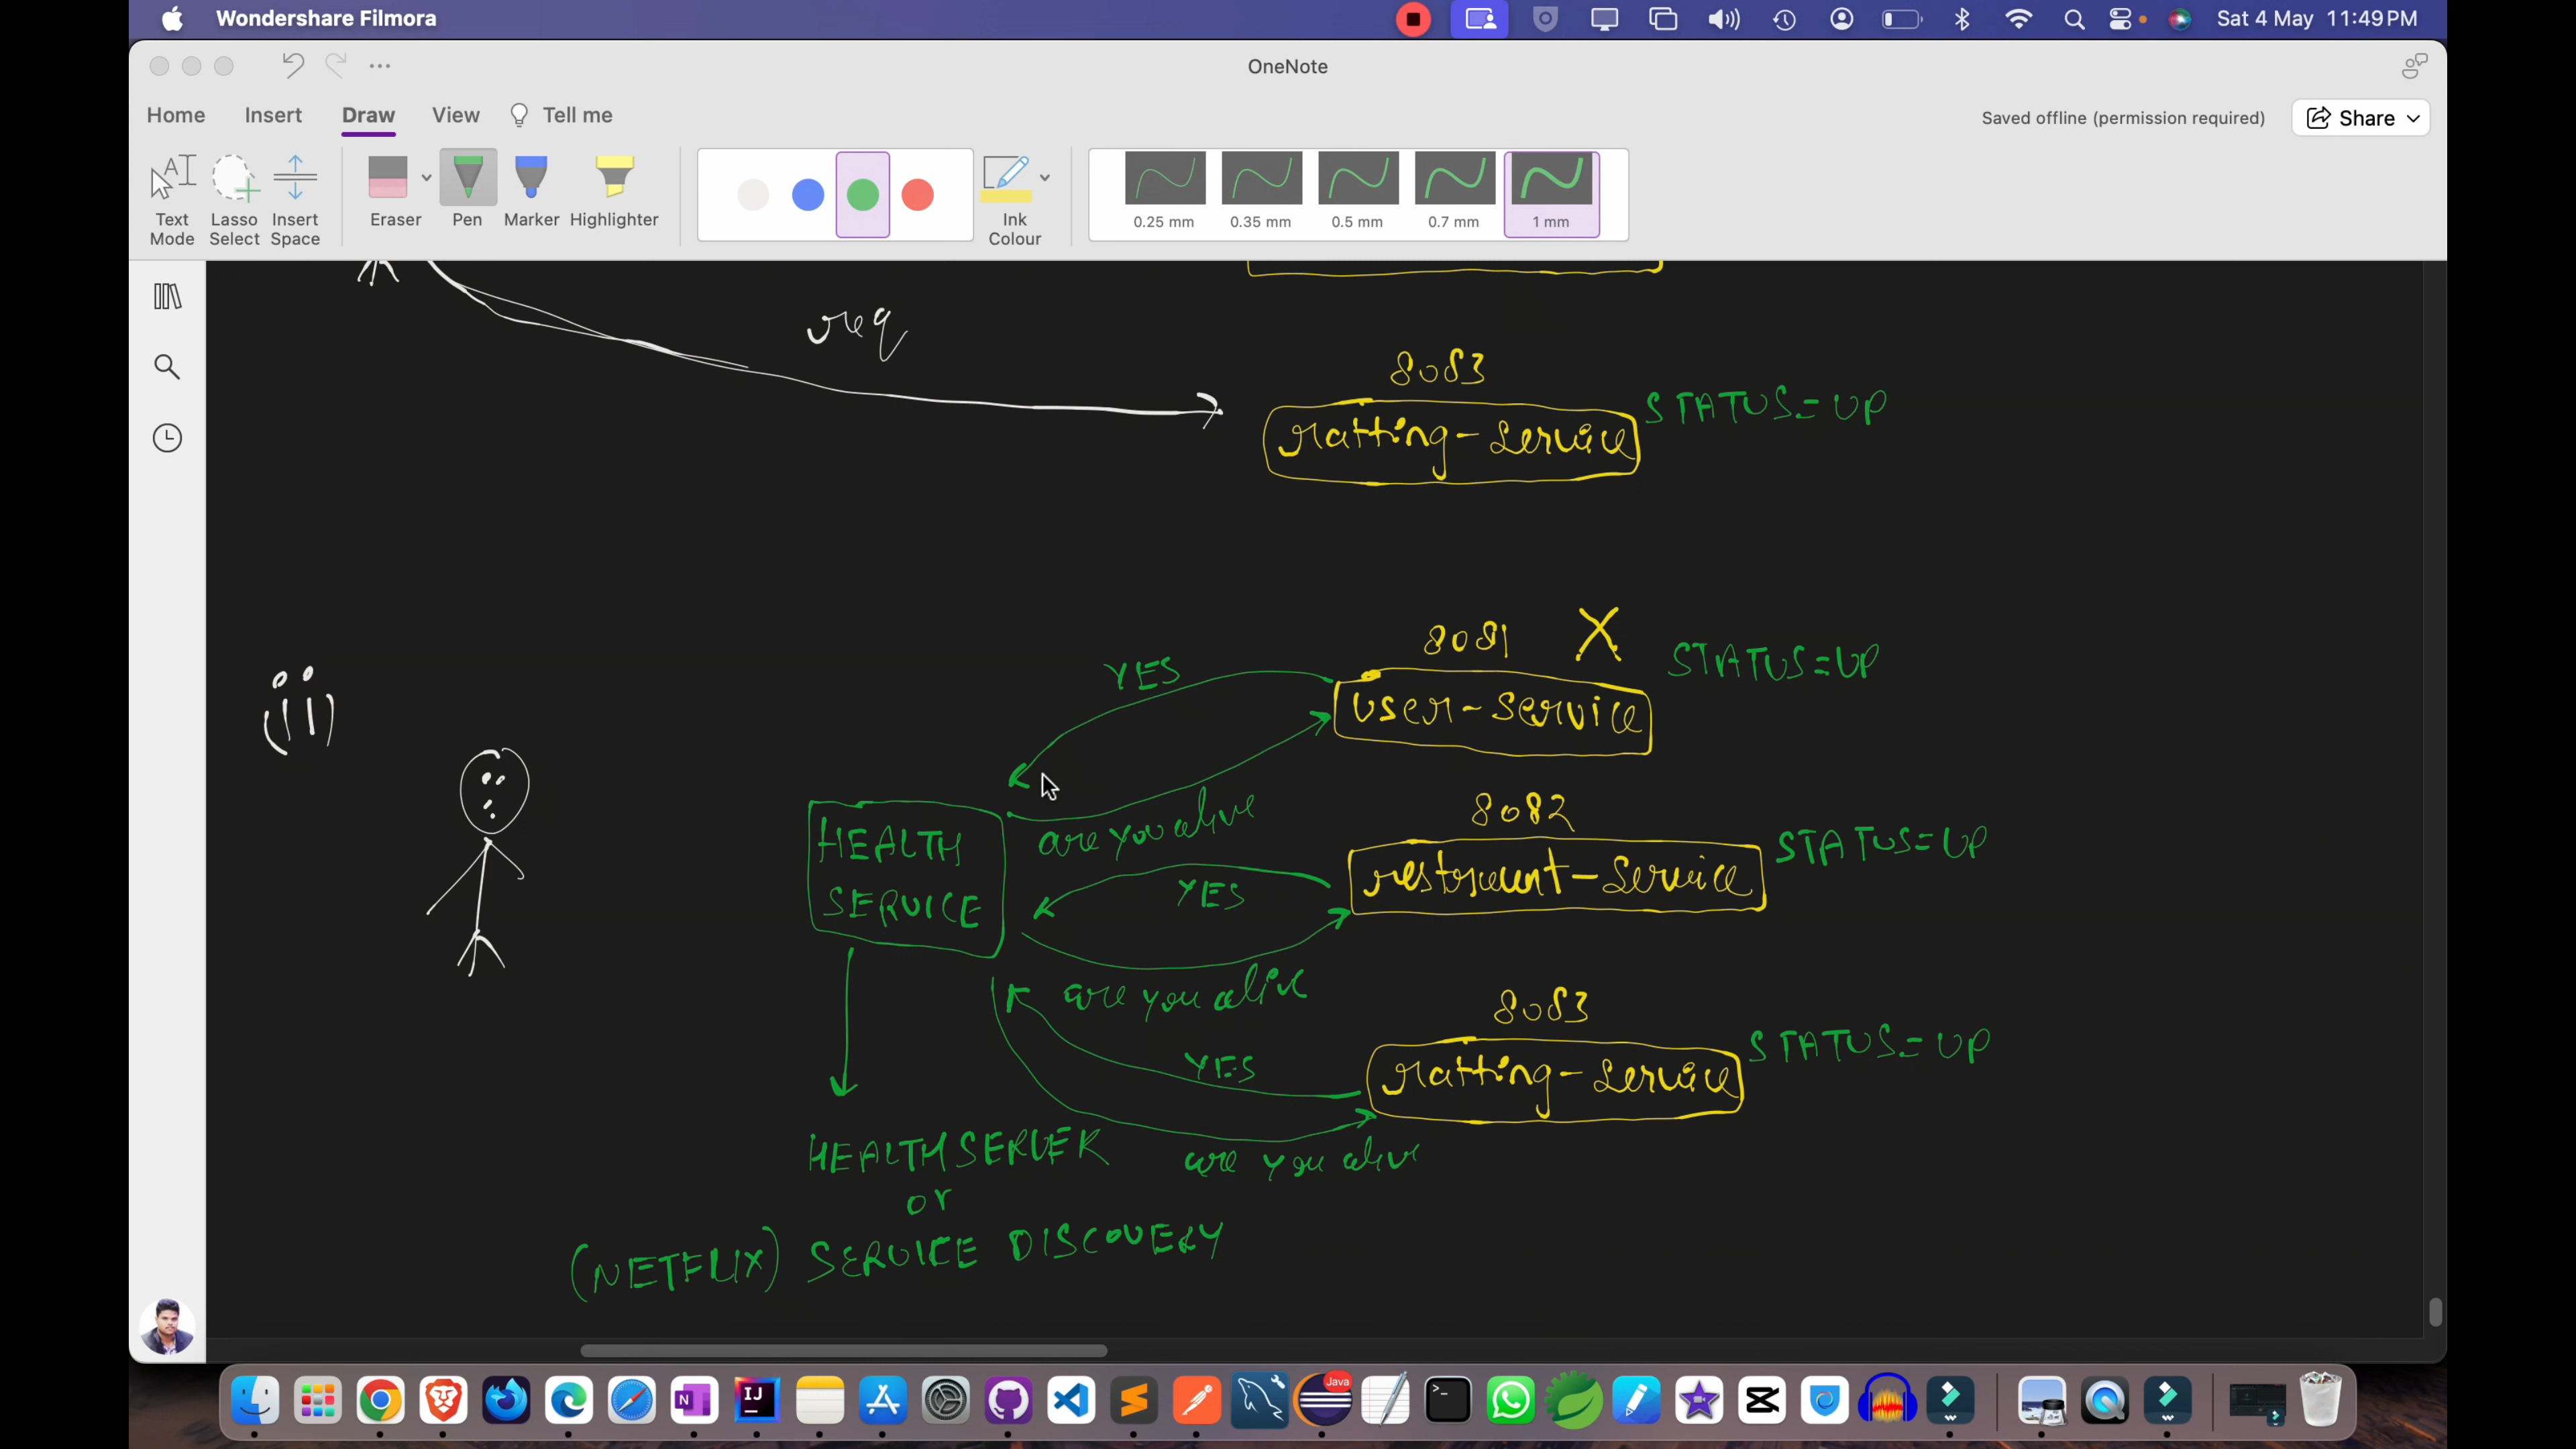 Wondershare Filmora
Sat 4 May 11:49 PM
OneNote
Home Insert Draw View Tell me
Saved offline (permission required)
Share
Text Mode
Lasso Select
Insert Space
Eraser
Pen
Marker
Highlighter
Ink Colour
0.25 mm
0.35 mm
0.5 mm
0.7 mm
1 mm
req
8083
STATUS=UP
ratting-service
8081 X
STATUS=UP
YES
user-service
8082
STATUS=UP
are you alive
HEALTH
SERVICE
YES
restaurant-service
are you alive
8083
STATUS=UP
YES
ratting-service
HEALTH SERVER
are you alive
or
(NETFLIX) SERVICE DISCOVERY
IJ
Java